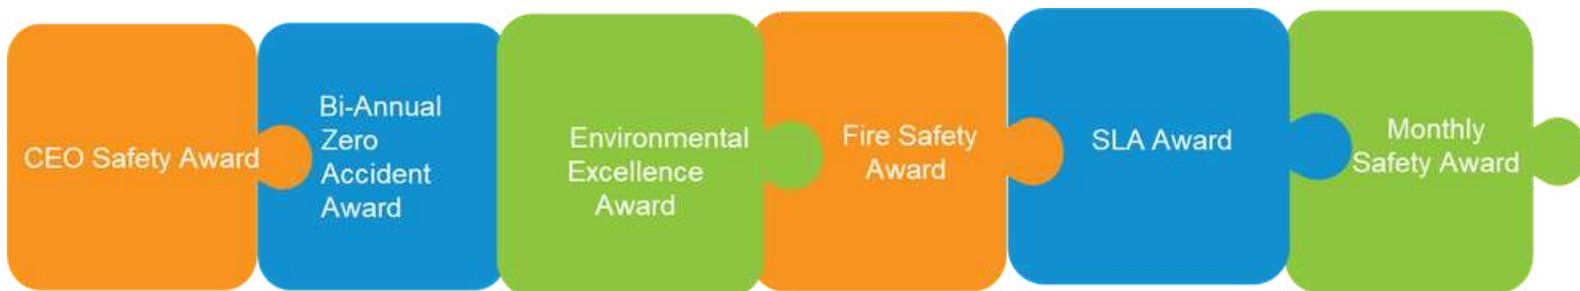 CEO Safety Award
Bi-Annual
Zero
Accident
Award
Environmental
Excellence
Award
Fire Safety
Award
SLA Award
Monthly
Safety Award